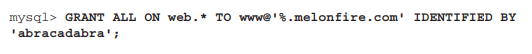 mysql> GRANT ALL ON web.* TO www@'%.melonfire.com' IDENTIFIED BY
'abracadabra';